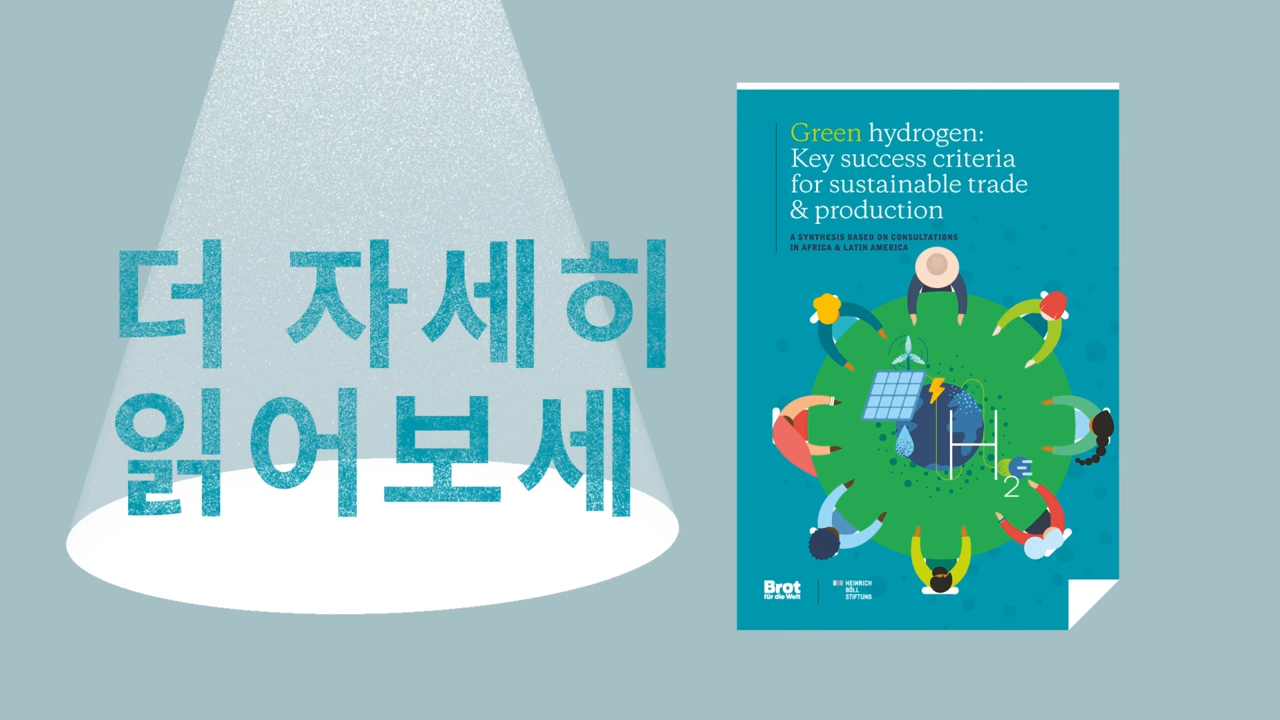 더 자세히
읽어보세
Green hydrogen:
Key success criteria
for sustainable trade
& production
A SYNTHESIS BASED ON CONSULTATIONS
IN AFRICA & LATIN AMERICA
H
2
Brot
für die Welt
HEINRICH
BÖLL
STIFTUNG